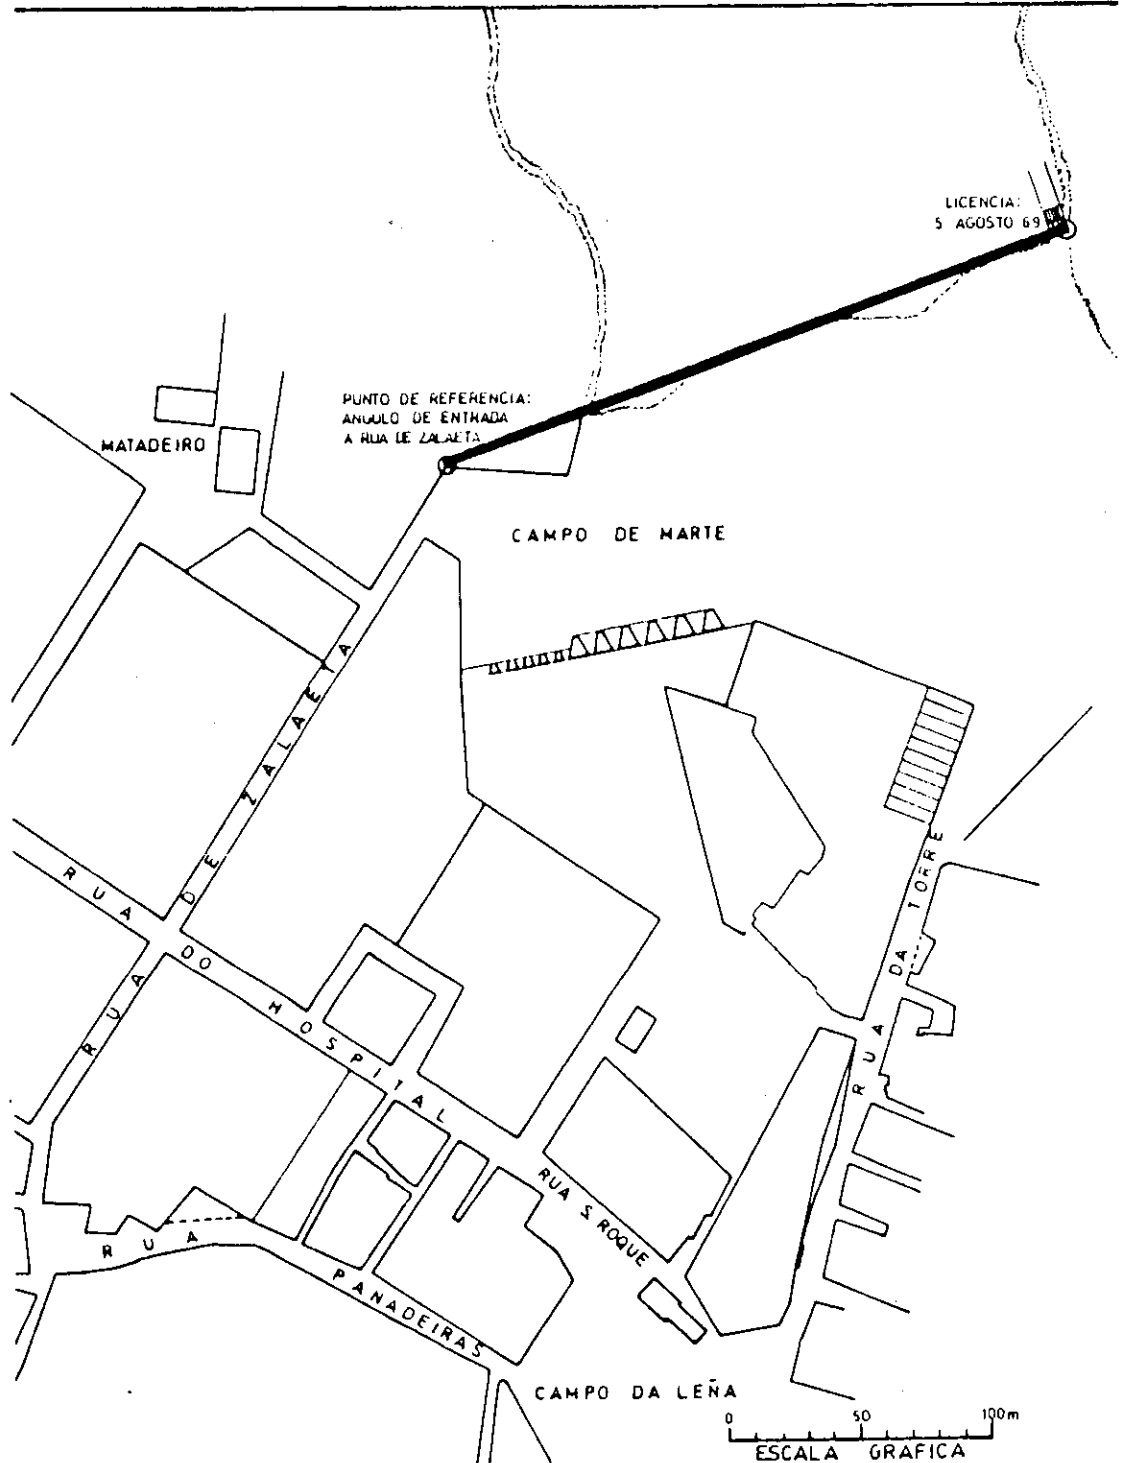 LICENCIA:
5 AGOSTO 69
PUNTO DE REFERENCIA:
ANGULO DE ENTRADA
A RUA DE ZALAETA
MATADEIRO
CAMPO DE MARTE
RUA DE ZALAETA
RUA DA TORRE
RUA DO HOSPITAL
RUA S. ROQUE
RUA PANADEIRAS
CAMPO DA LEÑA
0 50 100m
ESCALA GRAFICA